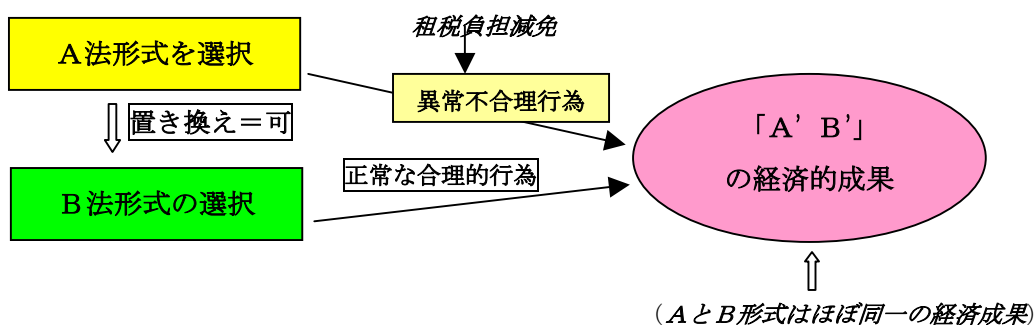 租税負担減免
A法形式を選択
異常不合理行為
置き換え＝可
「A' B'」
の経済的成果
正常な合理的行為
B法形式の選択
(AとB形式はほぼ同一の経済成果)